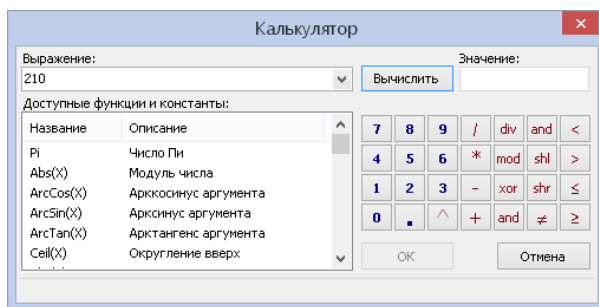 Калькулятор
Выражение:
Значение:
210
Вычислить
Доступные функции и константы:
Название Описание
Pi Число Пи
Abs(X) Модуль числа
ArcCos(X) Арккосинус аргумента
ArcSin(X) Арксинус аргумента
ArcTan(X) Арктангенс аргумента
Ceil(X) Округление вверх
7 8 9 / div and <
4 5 6 * mod shl >
1 2 3 - xor shr ≤
0 . ^ + and ≠ ≥
OK Отмена